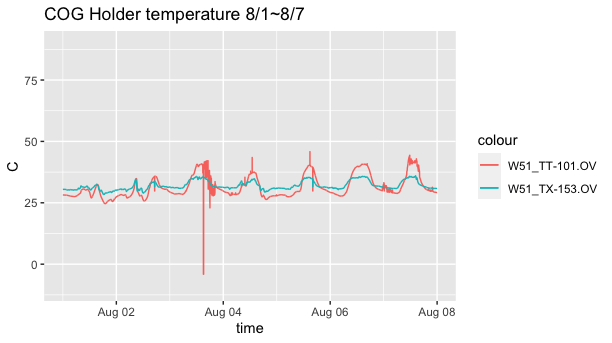 COG Holder temperature 8/1~8/7
75
50
25
0
C
Aug 02
Aug 04
Aug 06
Aug 08
time
colour
W51_TT-101.OV
W51_TX-153.OV